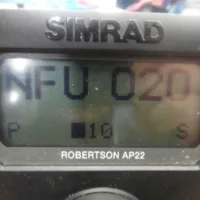 SIMRAD
NFU 020
P ■10 S
ROBERTSON AP22